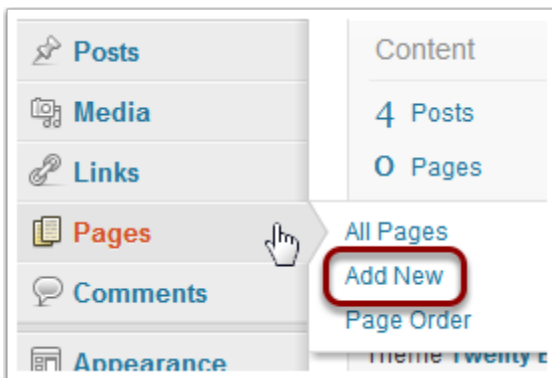 Posts
Media
Links
Pages
Comments
Appearance
Content
4 Posts
0 Pages
All Pages
Add New
Page Order
Theme Twenty E